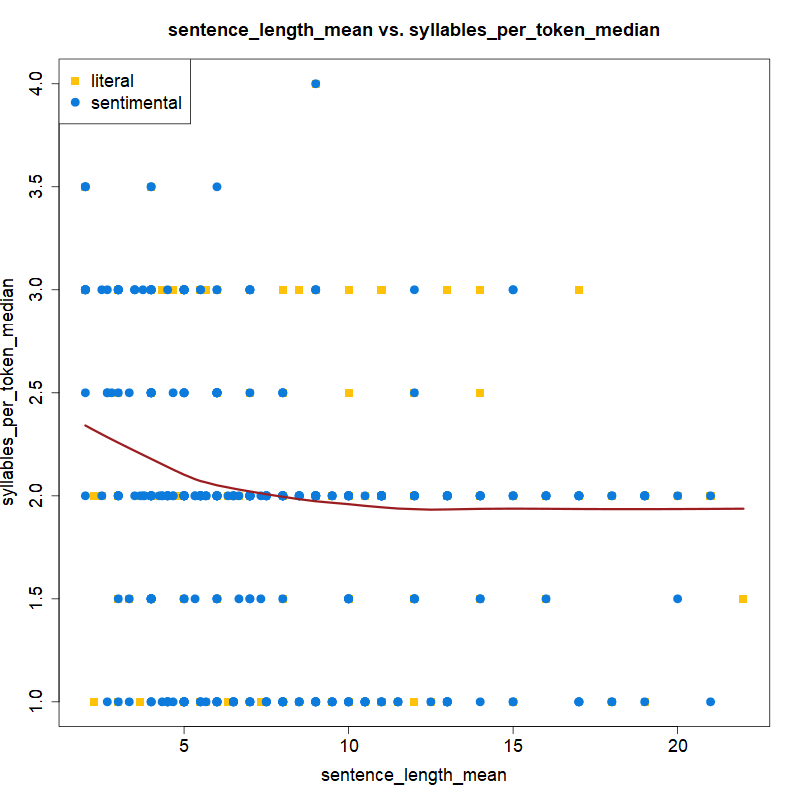 sentence_length_mean vs. syllables_per_token_median
literal
sentimental
syllables_per_token_median
4.0
3.5
3.0
2.5
2.0
1.5
1.0
5
10
15
20
sentence_length_mean